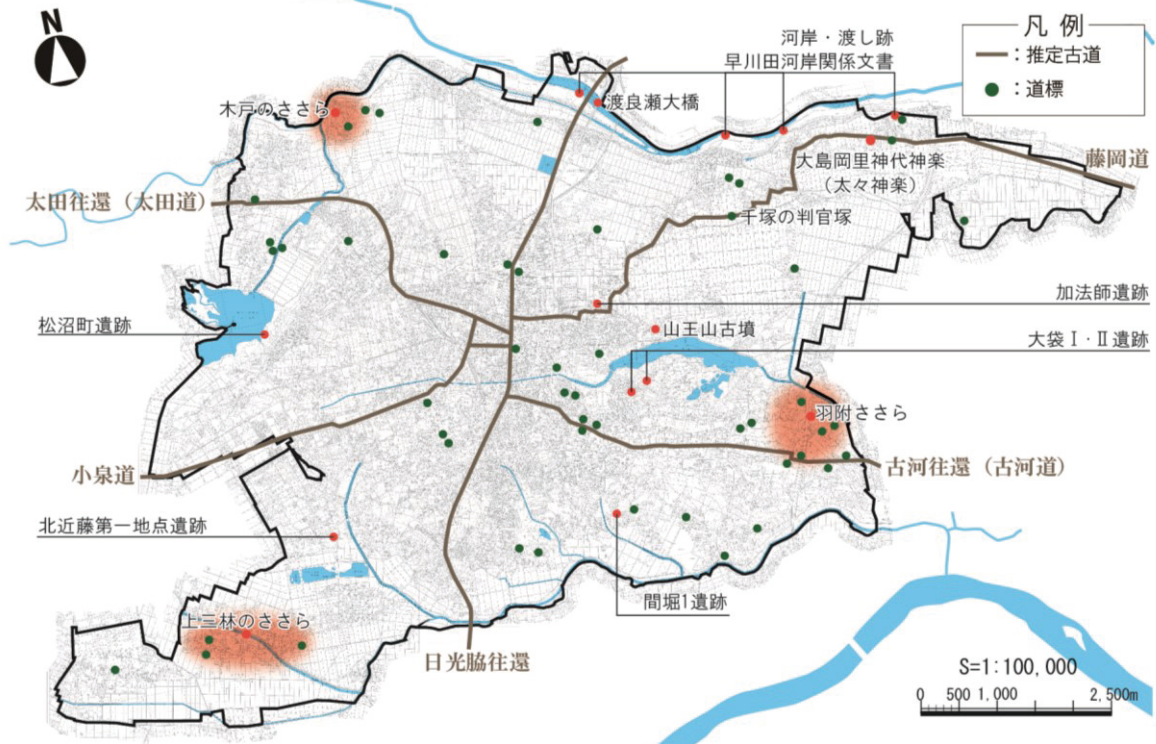 N
凡 例
：推定古道
：道標
河岸・渡し跡
早川田河岸関係文書
渡良瀬大橋
木戸のささら
大島岡里神代神楽
（太々神楽）
藤岡道
太田往還（太田道）
千塚の判官塚
加法師遺跡
松沼町遺跡
山王山古墳
大袋Ⅰ・Ⅱ遺跡
羽附ささら
小泉道
古河往還（古河道）
北近藤第一地点遺跡
間堀1遺跡
上三林のささら
日光脇往還
S=1:100,000
0 500 1,000 2,500m